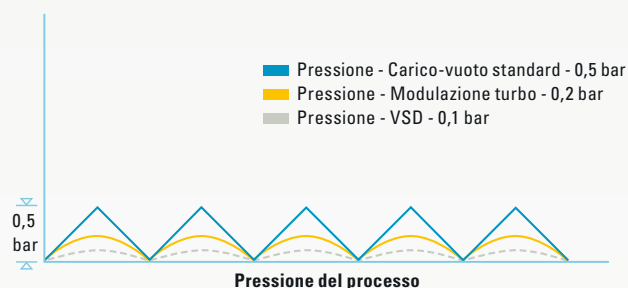 Pressione - Carico-vuoto standard - 0,5 bar
Pressione - Modulazione turbo - 0,2 bar
Pressione - VSD - 0,1 bar
0,5
bar
Pressione del processo